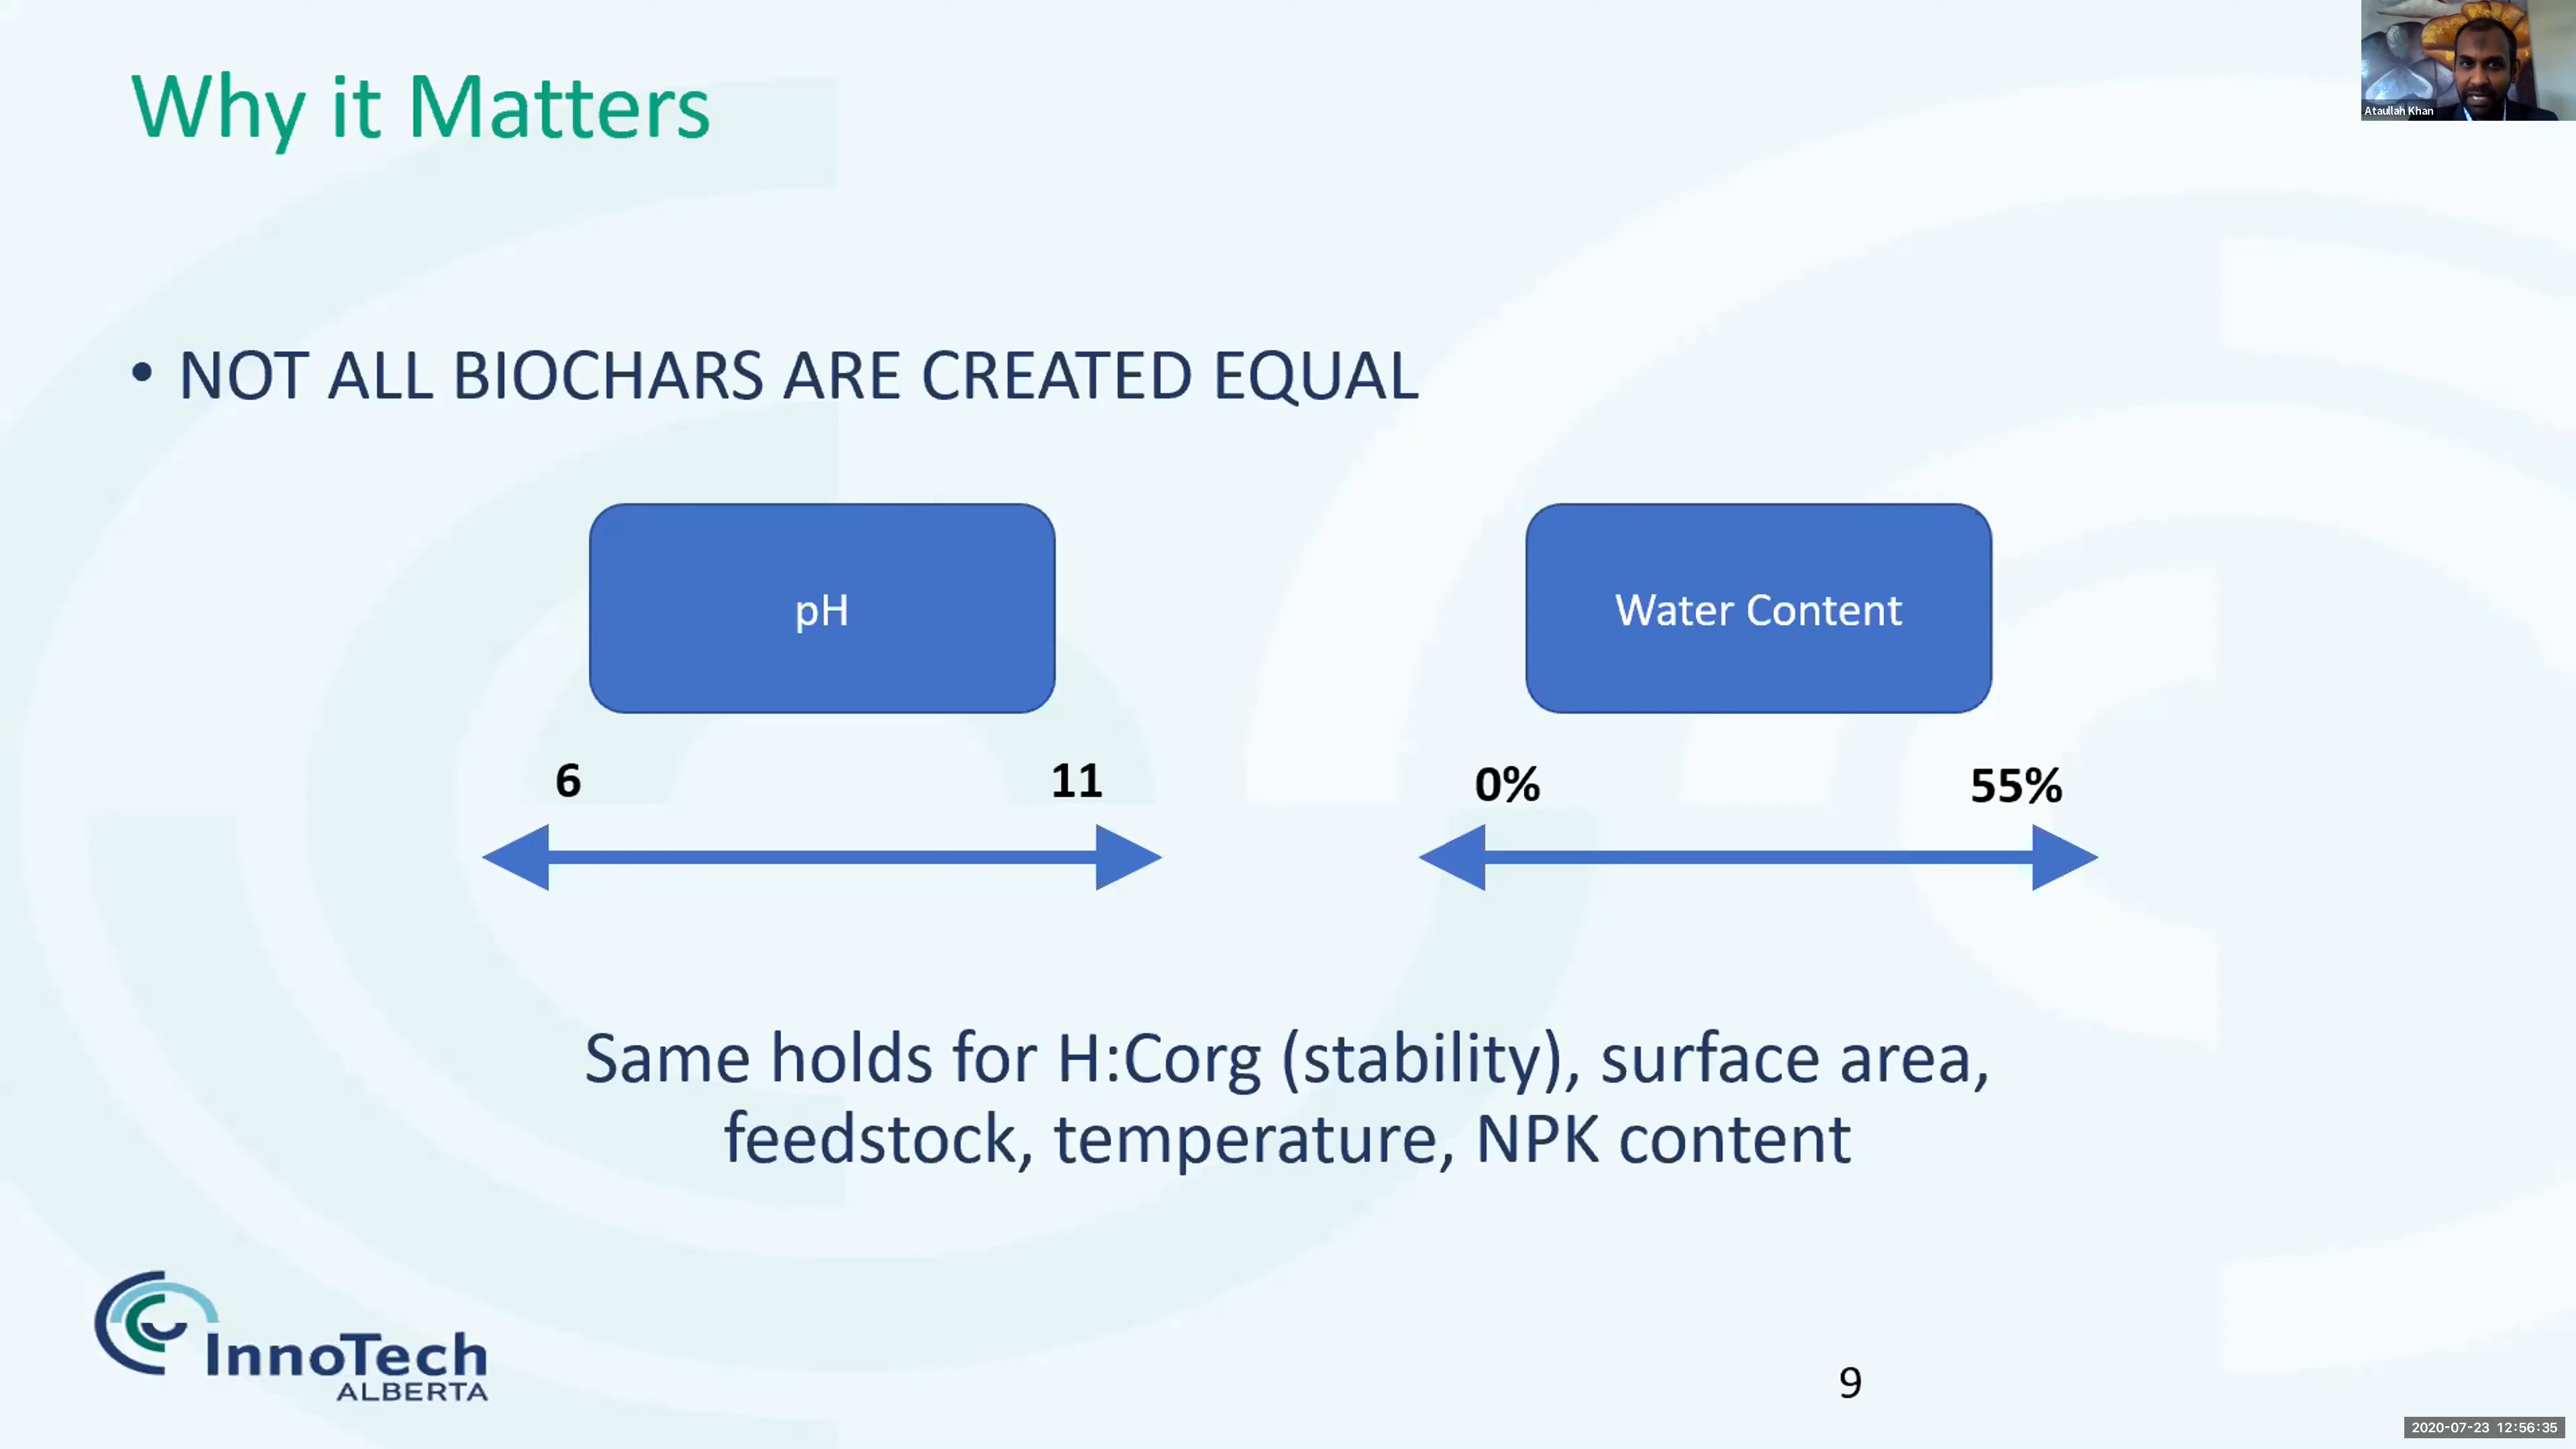 Why it Matters
Ataullah Khan
• NOT ALL BIOCHARS ARE CREATED EQUAL
pH
Water Content
6
11
0%
55%
Same holds for H:Corg (stability), surface area,
feedstock, temperature, NPK content
InnoTech
ALBERTA
9
2020-07-23 12:56:35